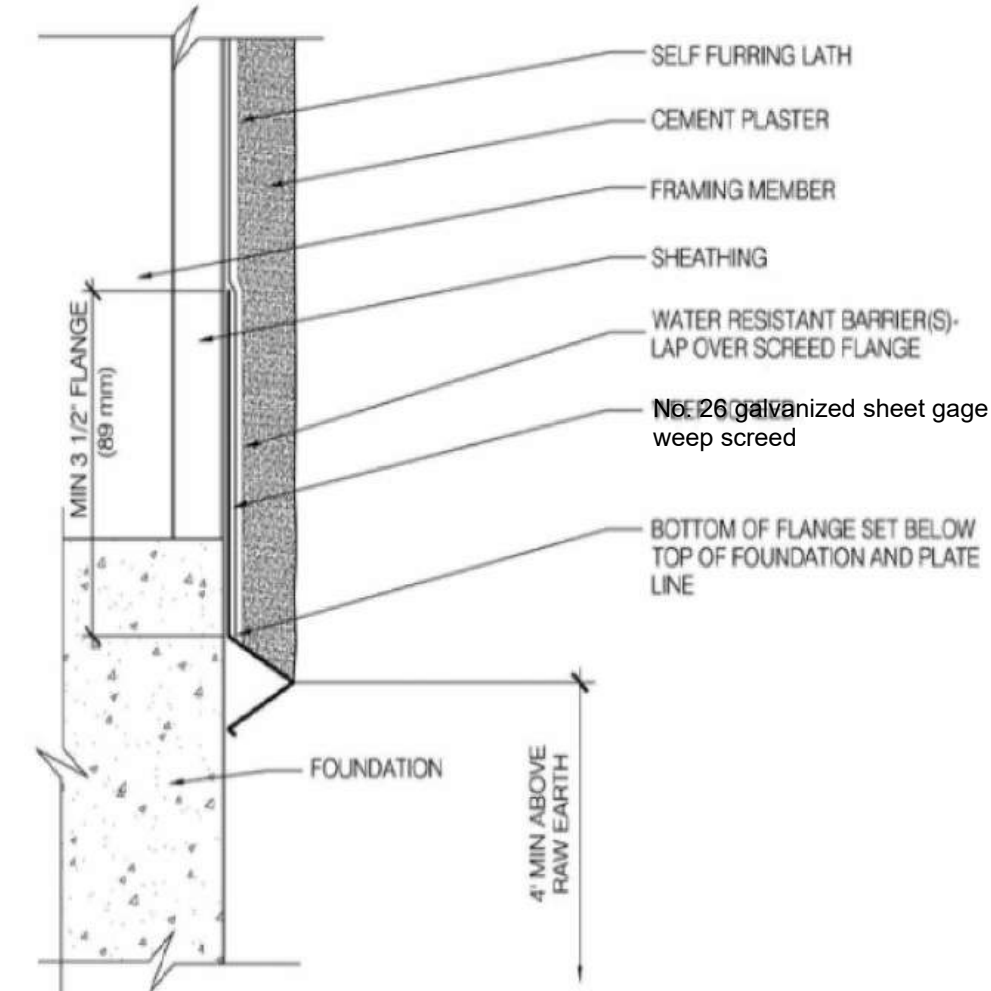 SELF FURRING LATH
CEMENT PLASTER
FRAMING MEMBER
SHEATHING
WATER RESISTANT BARRIER(S)-
LAP OVER SCREED FLANGE
No. 26 galvanized sheet gage
weep screed
BOTTOM OF FLANGE SET BELOW
TOP OF FOUNDATION AND PLATE
LINE
MIN 3 1/2" FLANGE
(89 mm)
FOUNDATION
4' MIN ABOVE
RAW EARTH